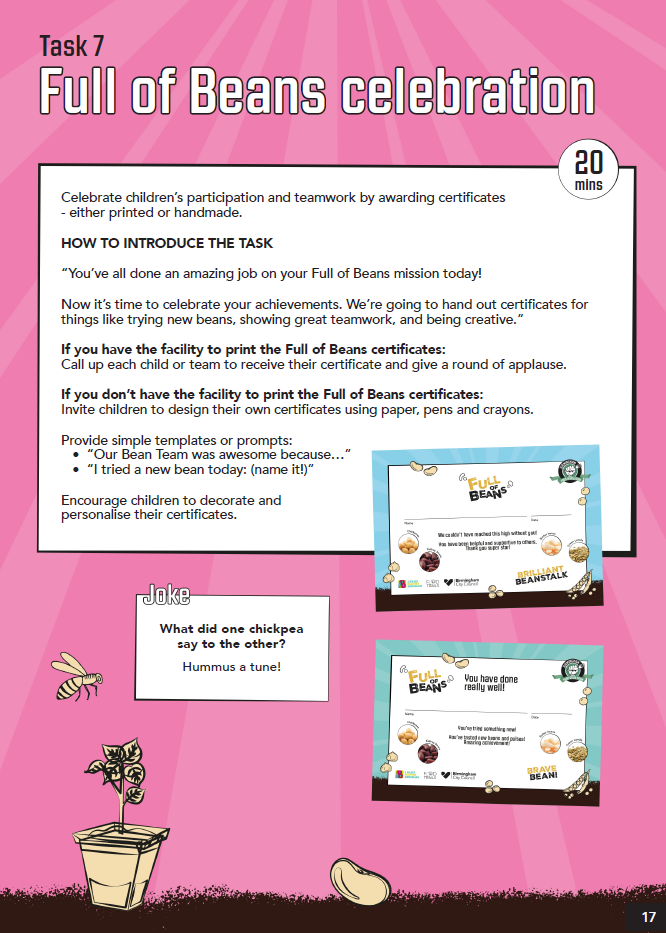 Task 7
Full of Beans celebration
20
mins
Celebrate children’s participation and teamwork by awarding certificates
- either printed or handmade.
HOW TO INTRODUCE THE TASK
“You’ve all done an amazing job on your Full of Beans mission today!
Now it’s time to celebrate your achievements. We’re going to hand out certificates for
things like trying new beans, showing great teamwork, and being creative.”
If you have the facility to print the Full of Beans certificates:
Call up each child or team to receive their certificate and give a round of applause.
If you don’t have the facility to print the Full of Beans certificates:
Invite children to design their own certificates using paper, pens and crayons.
Provide simple templates or prompts:
• “Our Bean Team was awesome because…”
• “I tried a new bean today: (name it!)”
Encourage children to decorate and
personalise their certificates.
FULL
OF
BEANS
Name
Date
We couldn't have reached this high without you!
You have been helpful and supportive to others.
Thank you super star!
BRILLIANT
BEANSTALK
Birmingham
City Council
Joke
What did one chickpea
say to the other?
Hummus a tune!
FULL
OF
BEANS
You have done
really well!
Name
Date
You've tried something new!
You've tasted new beans and pulses!
Amazing achievement!
BRAVE
BEAN!
Birmingham
City Council
17